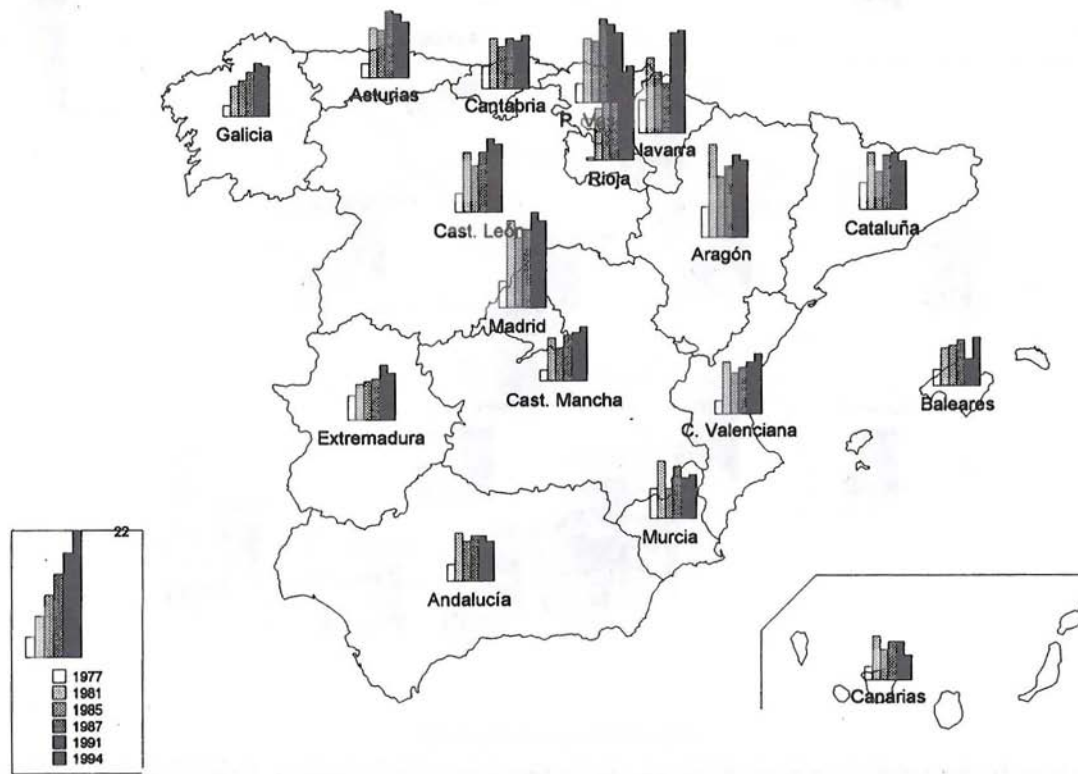 Asturias
Cantabria
Galicia
P. Va
Navarra
Rioja
Cast. León
Aragón
Cataluña
Madrid
Cast. Mancha
Baleares
Extremadura
C. Valenciana
22
Murcia
Andalucía
1977
1981
1985
1987
1991
1994
Canarias